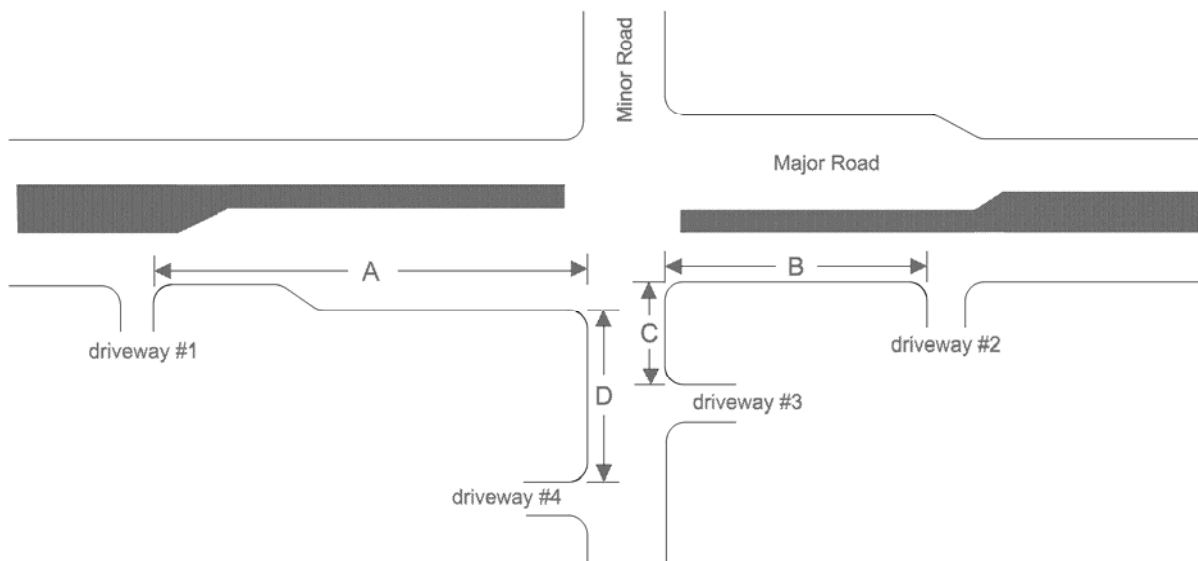 Minor Road
Major Road
A
B
C
D
driveway #1
driveway #2
driveway #3
driveway #4